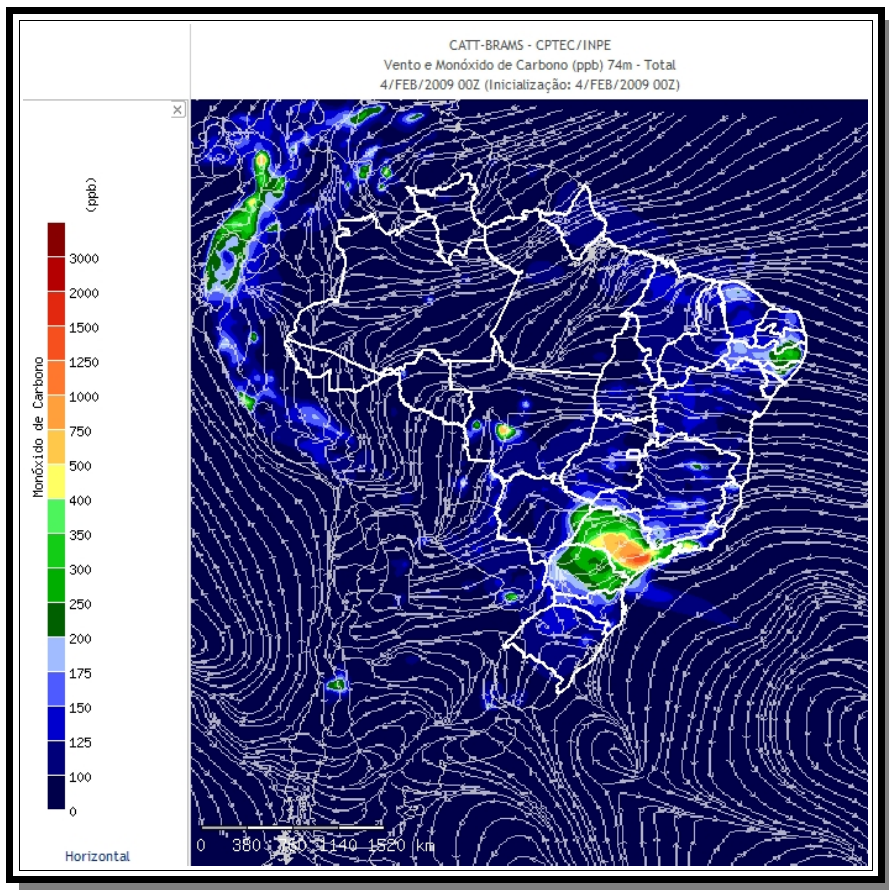 CATT-BRAMS - CPTEC/INPE
Vento e Monóxido de Carbono (ppb) 74m - Total
4/FEB/2009 00Z (Inicialização: 4/FEB/2009 00Z)
(ppb)
Monóxido de Carbono
3000
2000
1500
1250
1000
750
500
400
350
300
250
200
175
150
125
100
0
Horizontal
0 380 760 1140 1520 km